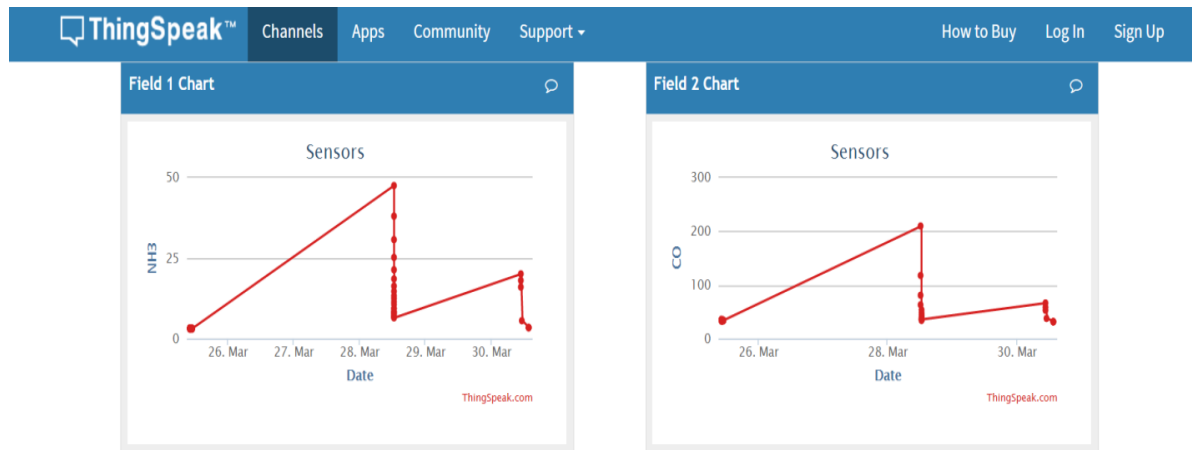 ThingSpeak™ Channels Apps Community Support How to Buy Log In Sign Up
Field 1 Chart
Sensors
50
25
0
NH3
26. Mar 27. Mar 28. Mar 29. Mar 30. Mar
Date
ThingSpeak.com
Field 2 Chart
Sensors
300
200
100
0
CO
26. Mar 28. Mar 30. Mar
Date
ThingSpeak.com